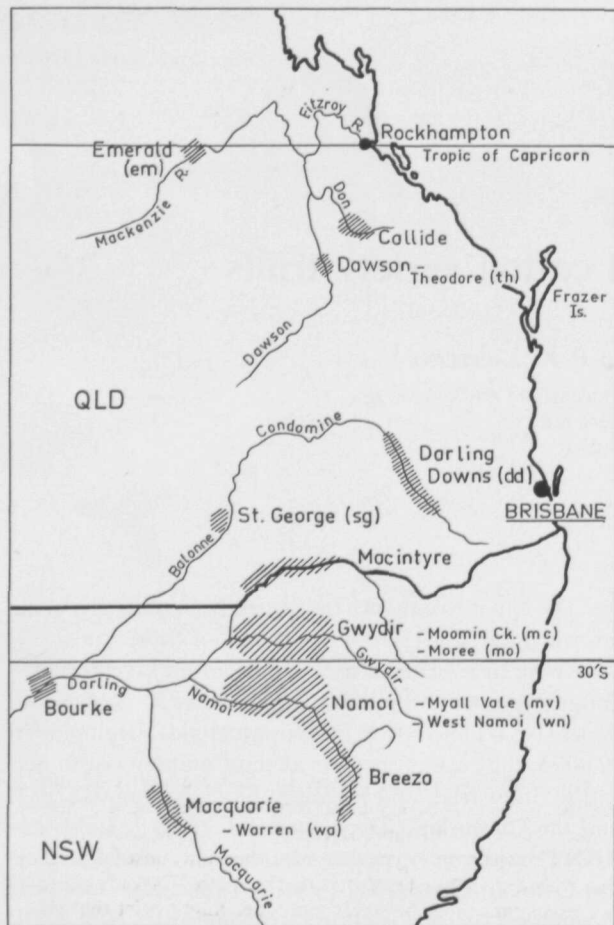 Fitzroy R.
Rockhampton
Tropic of Capricorn
Emerald
(em)
Mackenzie R.
Don
Callide
Dawson -
Theodore (th)
Frazer
Is.
Dawson
QLD
Condomine
Darling
Downs (dd)
BRISBANE
St. George (sg)
Balonne
Macintyre
Gwydir
- Moomin Ck. (mc)
- Moree (mo)
Gwydir
30°S
Darling
Bourke
Namoi
Namoi
- Myall Vale (mv)
West Namoi (wn)
Breeza
Macquarie
- Warren (wa)
NSW
Macquarie